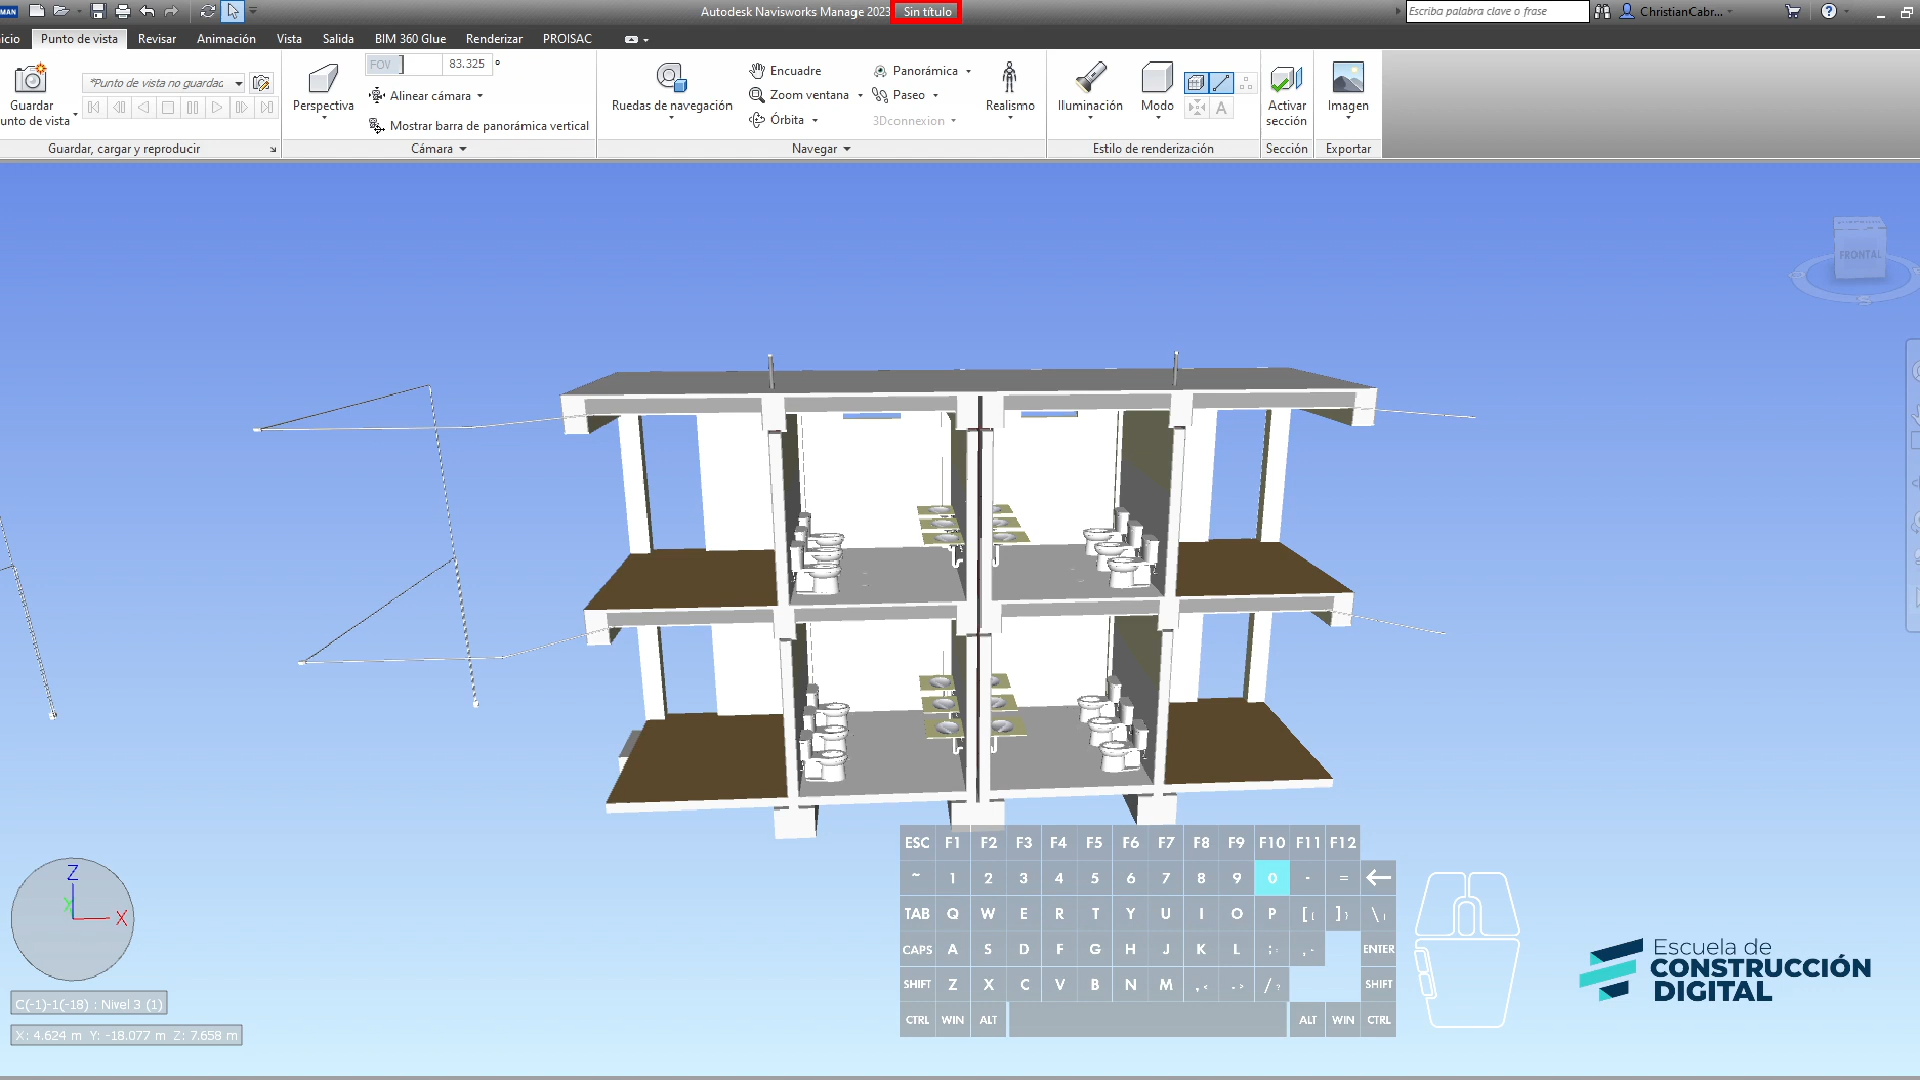 MAN
Autodesk Navisworks Manage 2023
Sin título
Escriba palabra clave o frase
ChristianCabr...
icio
Punto de vista
Revisar
Animación
Vista
Salida
BIM 360 Glue
Renderizar
PROISAC
Guardar
unto de vista
*Punto de vista no guardad
Guardar, cargar y reproducir
Perspectiva
FOV
83.325 °
Alinear cámara
Mostrar barra de panorámica vertical
Cámara
Ruedas de navegación
Encuadre
Zoom ventana
Órbita
Panorámica
Paseo
3Dconnexion
Realismo
Navegar
Iluminación
Modo
A
Estilo de renderización
Activar
sección
Sección
Imagen
Exportar
FRONTAL
S
Z
Y
X
C(-1)-1(-18) : Nivel 3 (1)
X: 4.624 m Y: -18.077 m Z: 7.658 m
ESC F1 F2 F3 F4 F5 F6 F7 F8 F9 F10 F11 F12
~ 1 2 3 4 5 6 7 8 9 0 - = ←
TAB Q W E R T Y U I O P [{ ]} \|
CAPS A S D F G H J K L ;: ENTER
SHIFT Z X C V B N M ,< .> /? SHIFT
CTRL WIN ALT ALT WIN CTRL
Escuela de
CONSTRUCCIÓN
DIGITAL